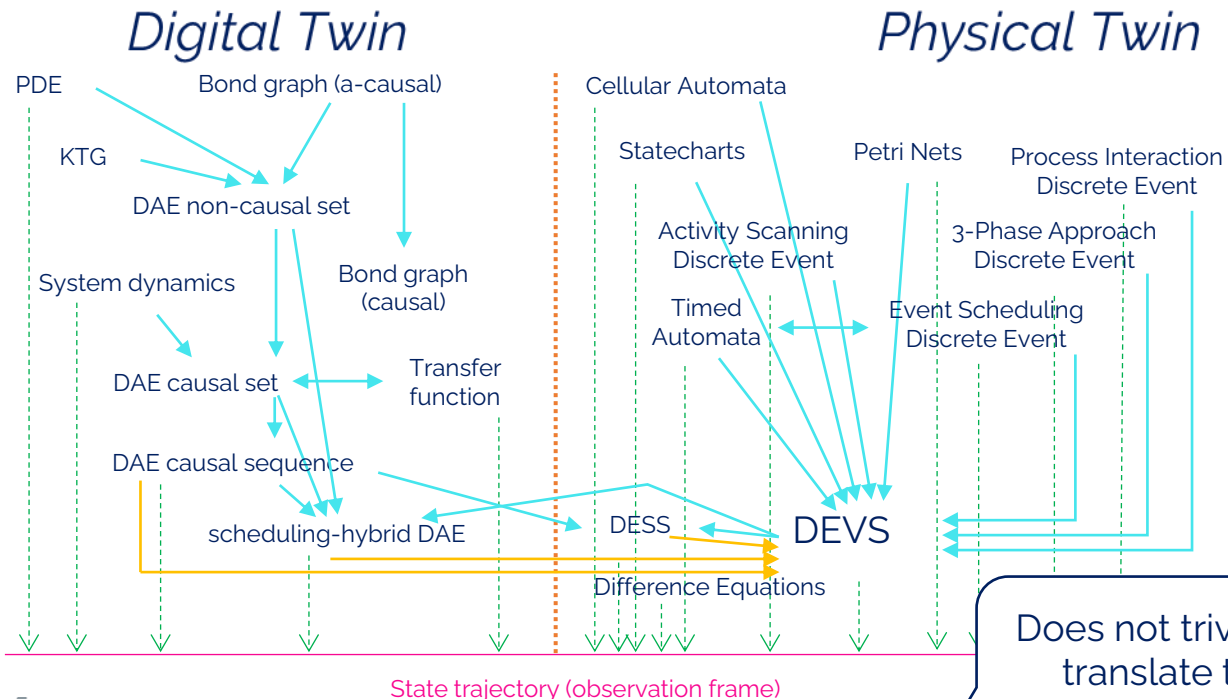 Digital Twin
Physical Twin
PDE
Bond graph (a-causal)
Cellular Automata
KTG
Statecharts
Petri Nets
Process Interaction
Discrete Event
DAE non-causal set
Activity Scanning
Discrete Event
3-Phase Approach
Discrete Event
System dynamics
Bond graph
(causal)
Timed
Automata
Event Scheduling
Discrete Event
DAE causal set
Transfer
function
DAE causal sequence
scheduling-hybrid DAE
DESS
DEVS
Difference Equations
Does not triv
translate t
State trajectory (observation frame)